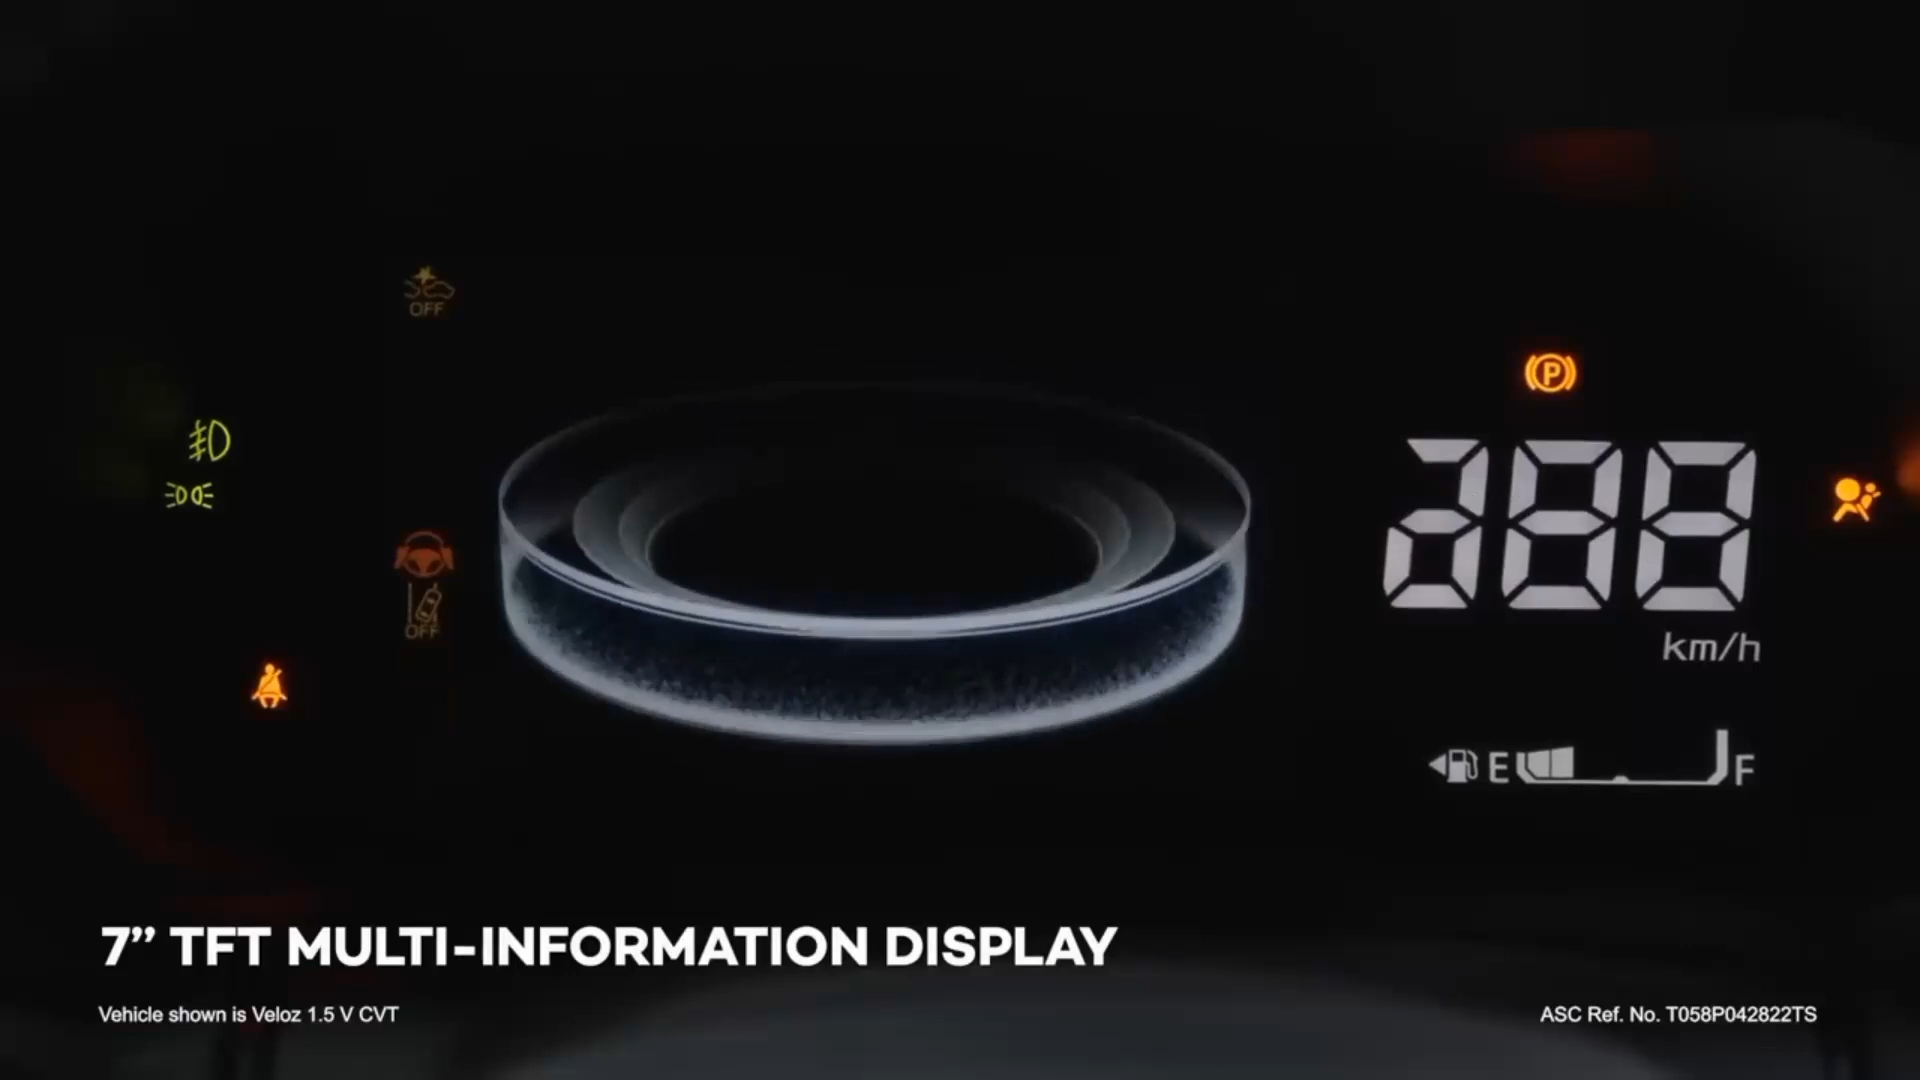 OFF
P
288
OFF
km/h
E F
7” TFT MULTI-INFORMATION DISPLAY
Vehicle shown is Veloz 1.5 V CVT
ASC Ref. No. T058P042822TS